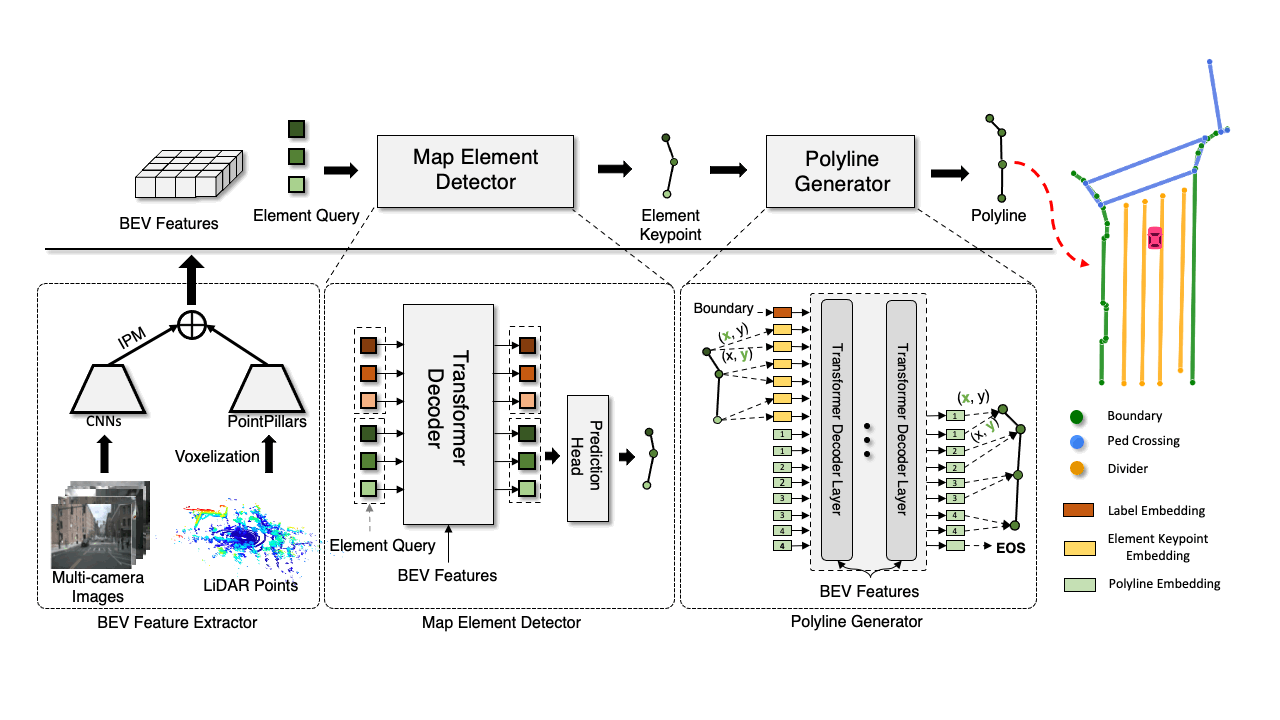 BEV Features
Element Query
Map Element
Detector
Element
Keypoint
Polyline
Generator
Polyline
IPM
CNNs
PointPillars
Voxelization
Multi-camera
Images
LiDAR Points
BEV Feature Extractor
Transformer
Decoder
Prediction
Head
Element Query
BEV Features
Map Element Detector
Boundary
(x, y)
(x, y)
1
1
2
2
3
3
4
4
Transformer Decoder Layer
Transformer Decoder Layer
1
1
2
2
3
3
4
4
(x, y)
(x, y)
EOS
BEV Features
Polyline Generator
Boundary
Ped Crossing
Divider
Label Embedding
Element Keypoint
Embedding
Polyline Embedding